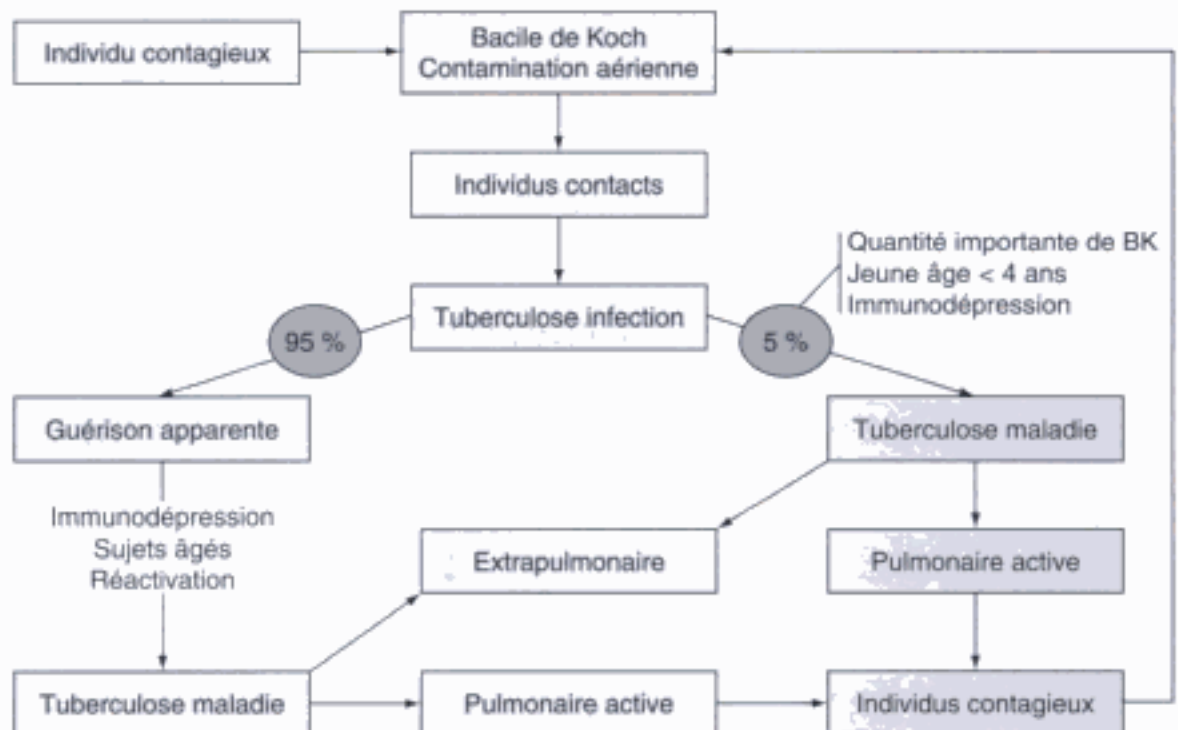 Individu contagieux
Bacile de Koch
Contamination aérienne
Individus contacts
Quantité importante de BK
Jeune âge < 4 ans
Immunodépression
Tuberculose infection
95 %
5 %
Guérison apparente
Tuberculose maladie
Immunodépression
Sujets âgés
Réactivation
Extrapulmonaire
Pulmonaire active
Tuberculose maladie
Pulmonaire active
Individus contagieux